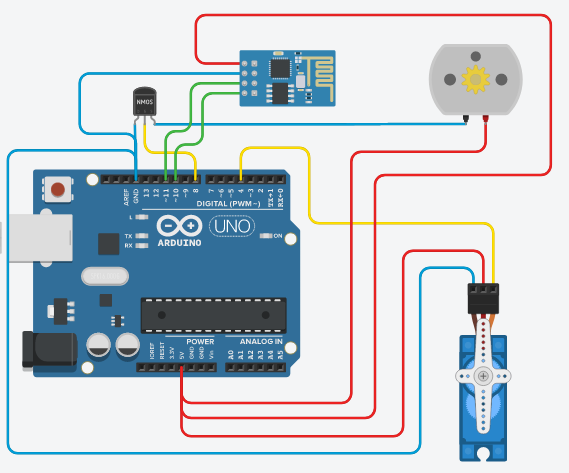 NMOS
AREF
GND
13
12
~11
~10
~9
8
7
~6
~5
4
~3
2
TX→1
RX←0
DIGITAL (PWM~)
L
TX
RX
ARDUINO
UNO
ON
IOREF
RESET
3.3V
5V
GND
GND
Vin
POWER
ANALOG IN
A0
A1
A2
A3
A4
A5